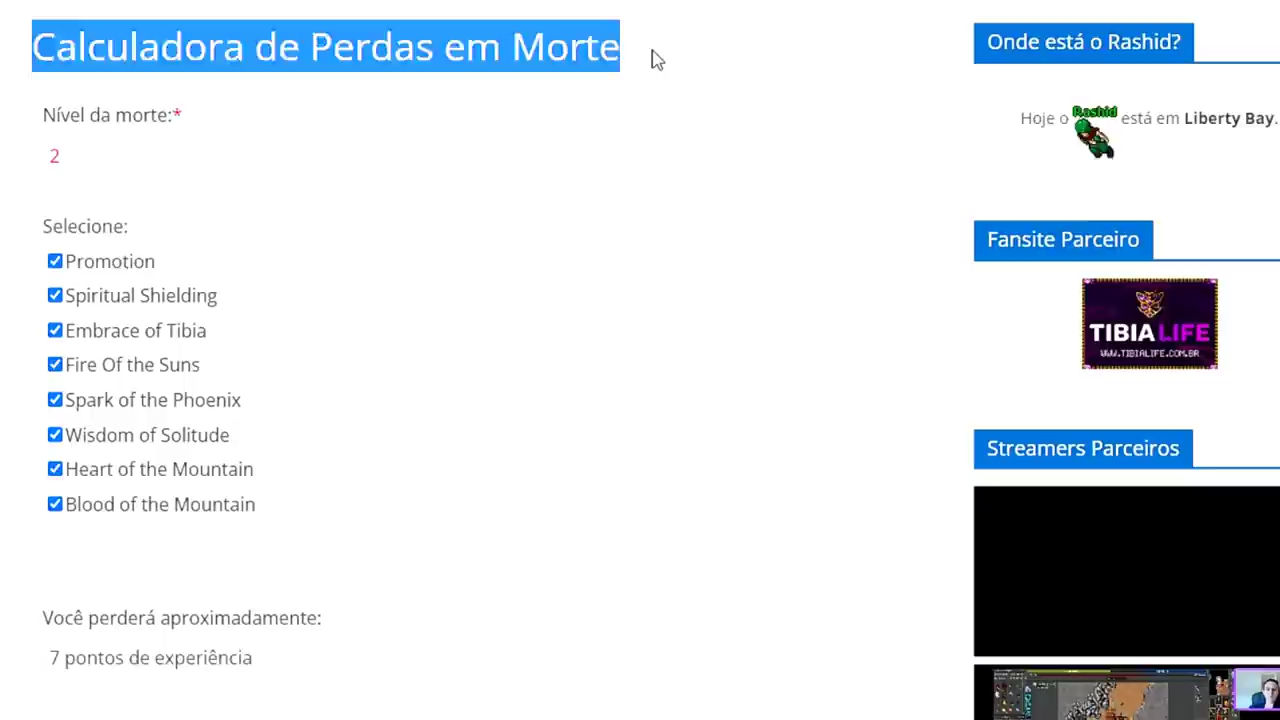 Calculadora de Perdas em Morte
Nível da morte:*
2
Selecione:
Promotion
Spiritual Shielding
Embrace of Tibia
Fire Of the Suns
Spark of the Phoenix
Wisdom of Solitude
Heart of the Mountain
Blood of the Mountain
Você perderá aproximadamente:
7 pontos de experiência
Onde está o Rashid?
Rashid
Hoje o está em Liberty Bay.
Fansite Parceiro
TIBIA LIFE
WWW.TIBIALIFE.COM.BR
Streamers Parceiros